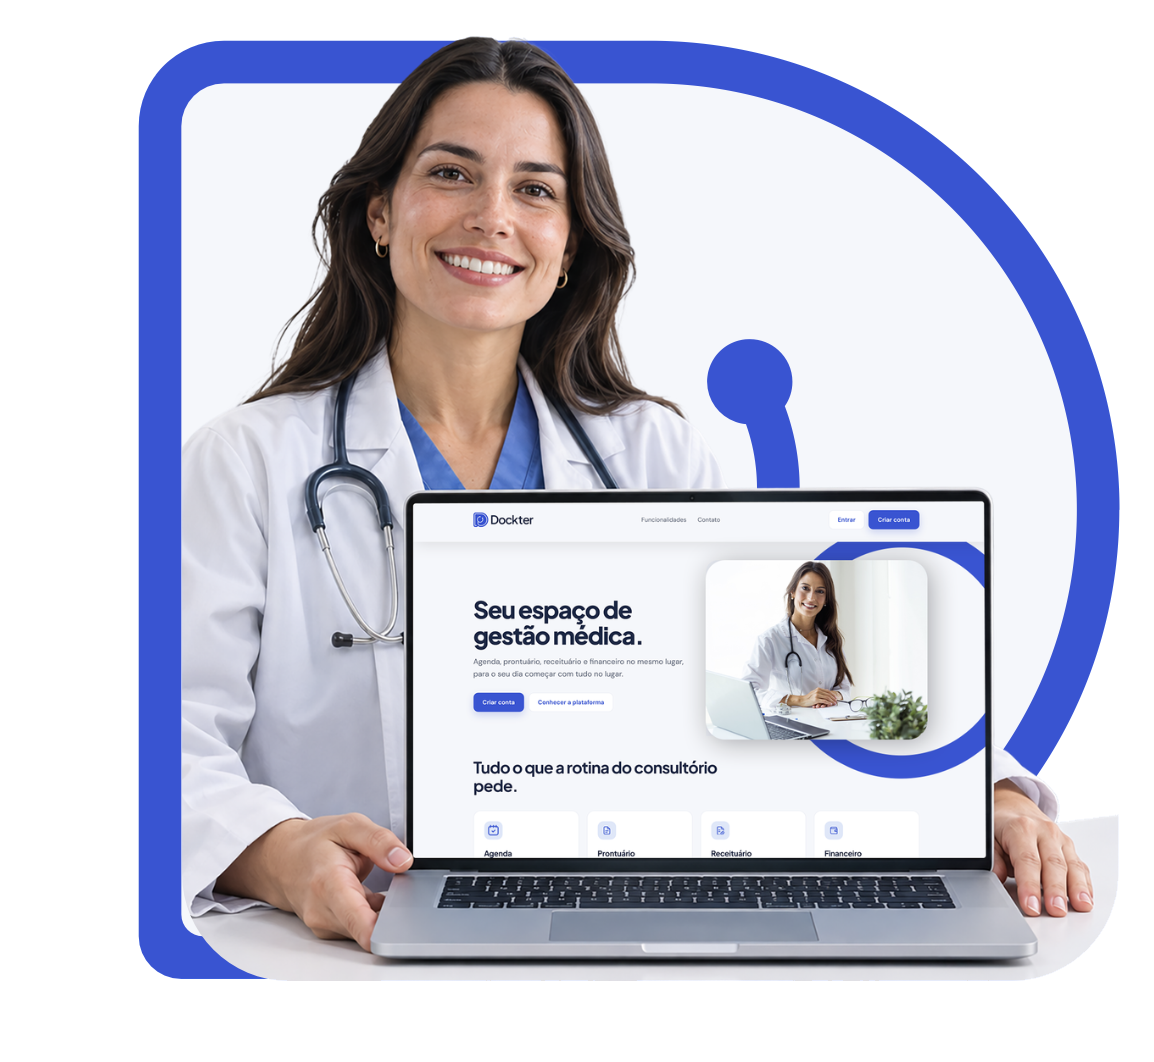 Dockter
Funcionalidades
Contato
Entrar
Criar conta
Seu espaço de
gestão médica.
Agenda, prontuário, receituário e financeiro no mesmo lugar,
para o seu dia começar com tudo no lugar.
Criar conta
Conhecer a plataforma
Tudo o que a rotina do consultório
pede.
Agenda
Prontuário
Receituário
Financeiro